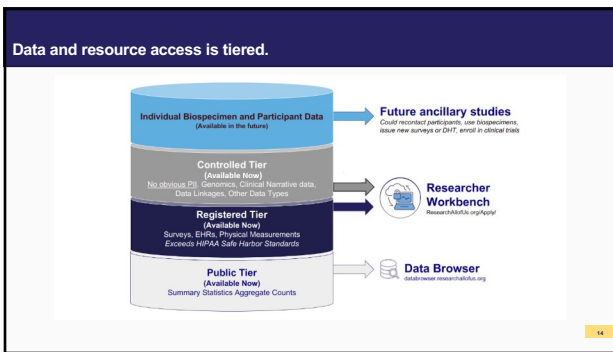 Data and resource access is tiered.
Individual Biospecimen and Participant Data
(Available in the future)
Future ancillary studies
Could recontact participants, use biospecimens,
issue new surveys or DHT, enroll in clinical trials
Controlled Tier
(Available Now)
No obvious PII. Genomics, Clinical Narrative data,
Data Linkages, Other Data Types
Researcher
Workbench
ResearchAllofUs.org/Apply/
Registered Tier
(Available Now)
Surveys, EHRs, Physical Measurements
Exceeds HIPAA Safe Harbor Standards
Public Tier
(Available Now)
Summary Statistics Aggregate Counts
Data Browser
databrowser.researchallofus.org
14